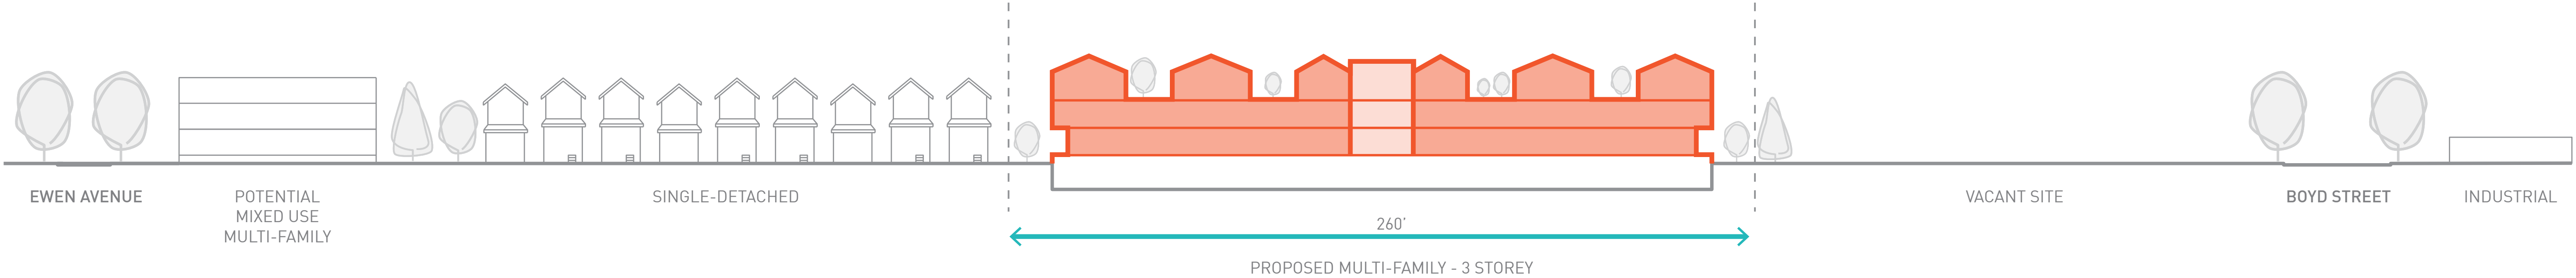 EWEN AVENUE
POTENTIAL
MIXED USE
MULTI-FAMILY
SINGLE-DETACHED
260'
PROPOSED MULTI-FAMILY - 3 STOREY
VACANT SITE
BOYD STREET
INDUSTRIAL